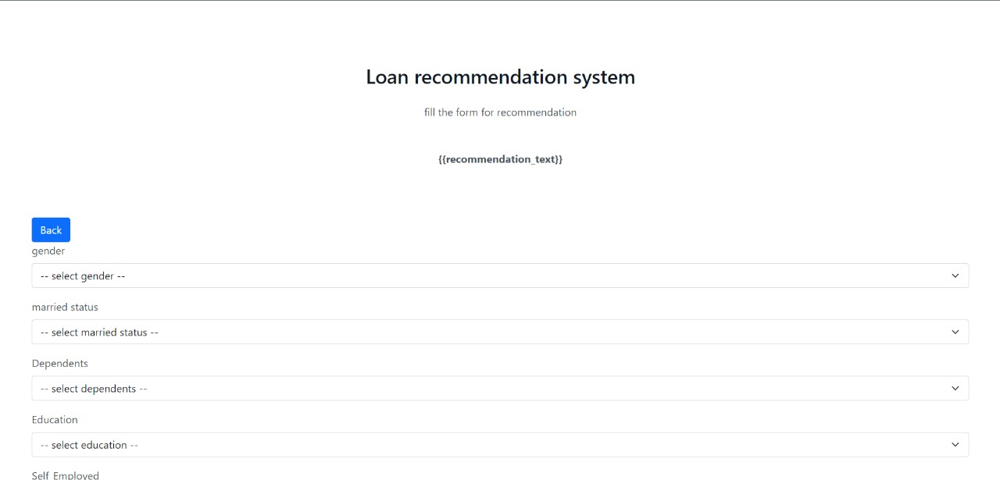 Loan recommendation system
fill the form for recommendation
{{recommendation_text}}
Back
gender
-- select gender --
married status
-- select married status --
Dependents
-- select dependents --
Education
-- select education --
Self_Employed